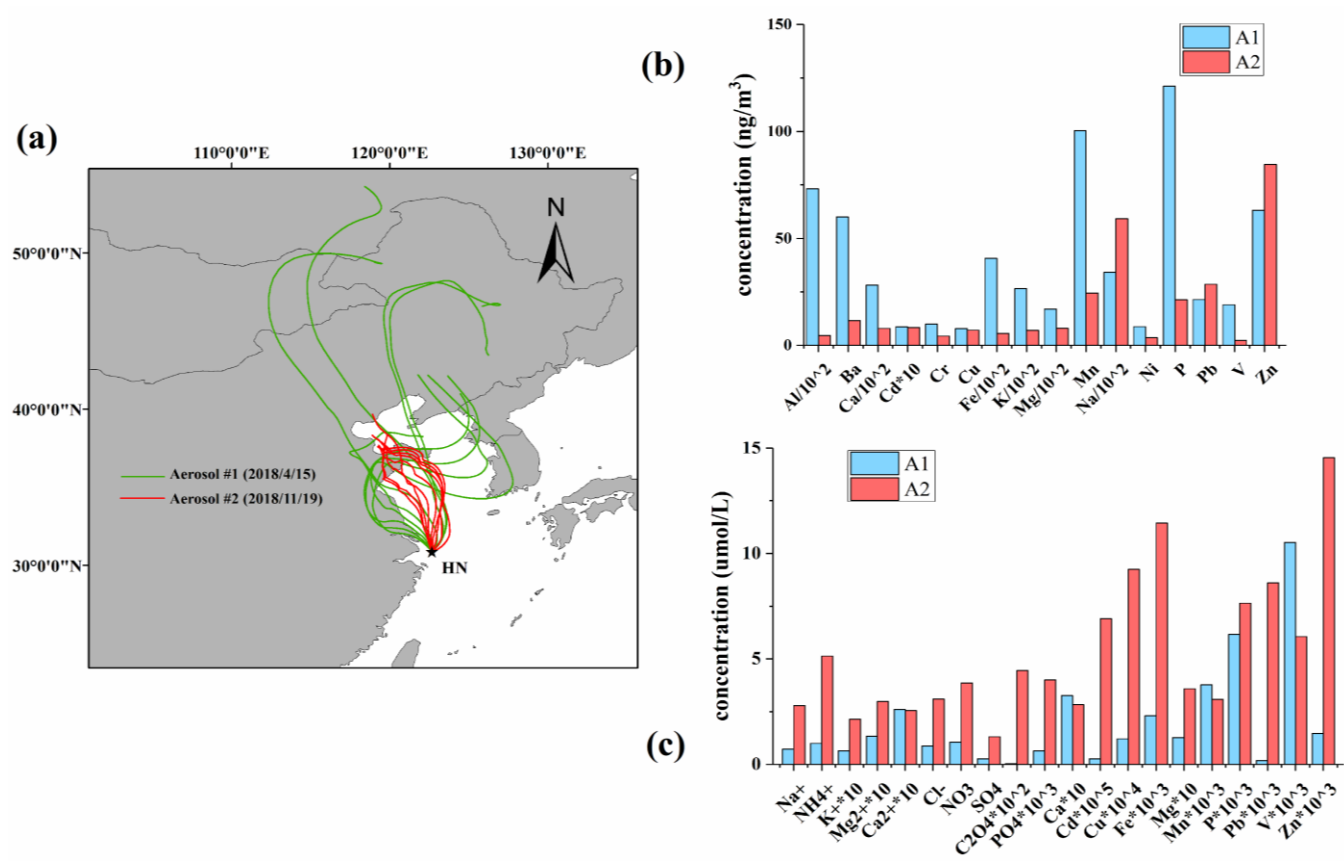 (a)
110°0'0"E 120°0'0"E 130°0'0"E
50°0'0"N
40°0'0"N
30°0'0"N
N
Aerosol #1 (2018/4/15)
Aerosol #2 (2018/11/19)
HN
(b)
concentration (ng/m³)
150
100
50
0
A1
A2
Al/10^2
Ba
Ca/10^2
Cd*10
Cr
Cu
Fe/10^2
K/10^2
Mg/10^2
Mn
Na/10^2
Ni
P
Pb
V
Zn
(c)
concentration (umol/L)
15
10
5
0
A1
A2
Na+
NH4+
K+*10
Mg2+*10
Ca2+*10
Cl-
NO3
SO4
C2O4*10^2
PO4*10^3
Ca*10
Cd*10^5
Cu*10^4
Fe*10^3
Mg*10
Mn*10^3
P*10^3
Pb*10^3
V*10^3
Zn*10^3